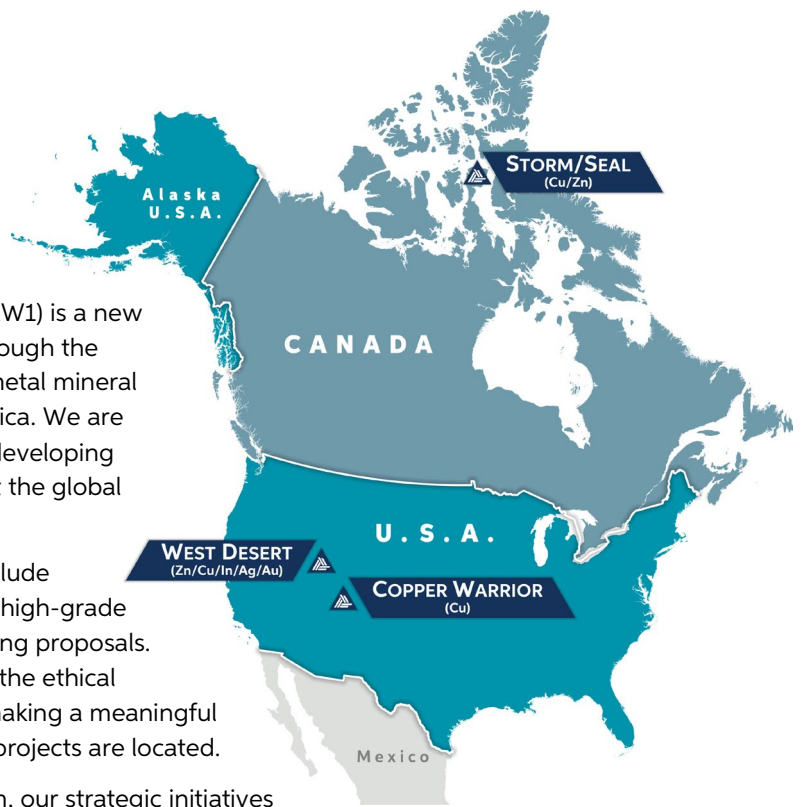 STORM/SEAL
(Cu/Zn)
Alaska
U.S.A.
CANADA
W1) is a new
ough the
metal mineral
ica. We are
developing
the global
U.S.A.
WEST DESERT
(Zn/Cu/In/Ag/Au)
COPPER WARRIOR
(Cu)
lude
high-grade
ing proposals.
the ethical
making a meaningful
projects are located.
Mexico
our strategic initiatives